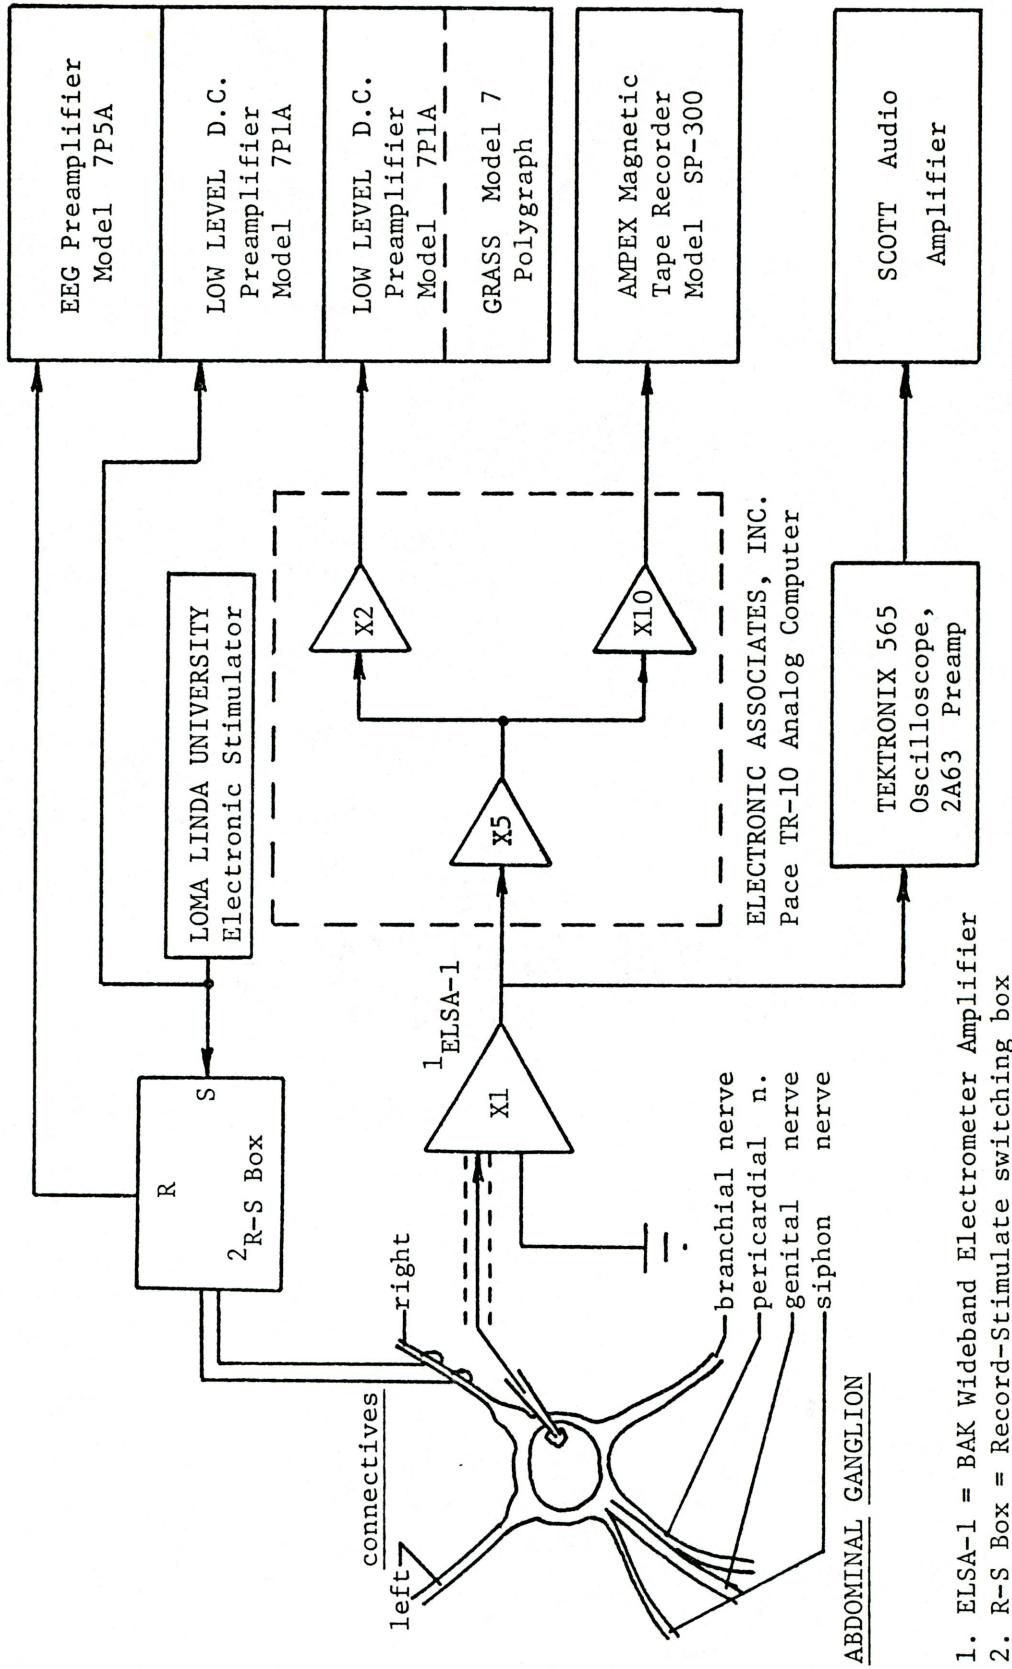 EEG Preamplifier
Model 7P5A
LOW LEVEL D.C.
Preamplifier
Model 7P1A
LOW LEVEL D.C.
Preamplifier
Model 7P1A
GRASS Model 7
Polygraph
AMPEX Magnetic
Tape Recorder
Model SP-300
SCOTT Audio
Amplifier
LOMA LINDA UNIVERSITY
Electronic Stimulator
X2
X10
X5
ELECTRONIC ASSOCIATES, INC.
Pace TR-10 Analog Computer
TEKTRONIX 565
Oscilloscope,
2A63 Preamp
R
S
2R-S Box
1ELSA-1
X1
connectives
left
right
branchial nerve
pericardial n.
genital nerve
siphon nerve
ABDOMINAL GANGLION
1. ELSA-1 = BAK Wideband Electrometer Amplifier
2. R-S Box = Record-Stimulate switching box